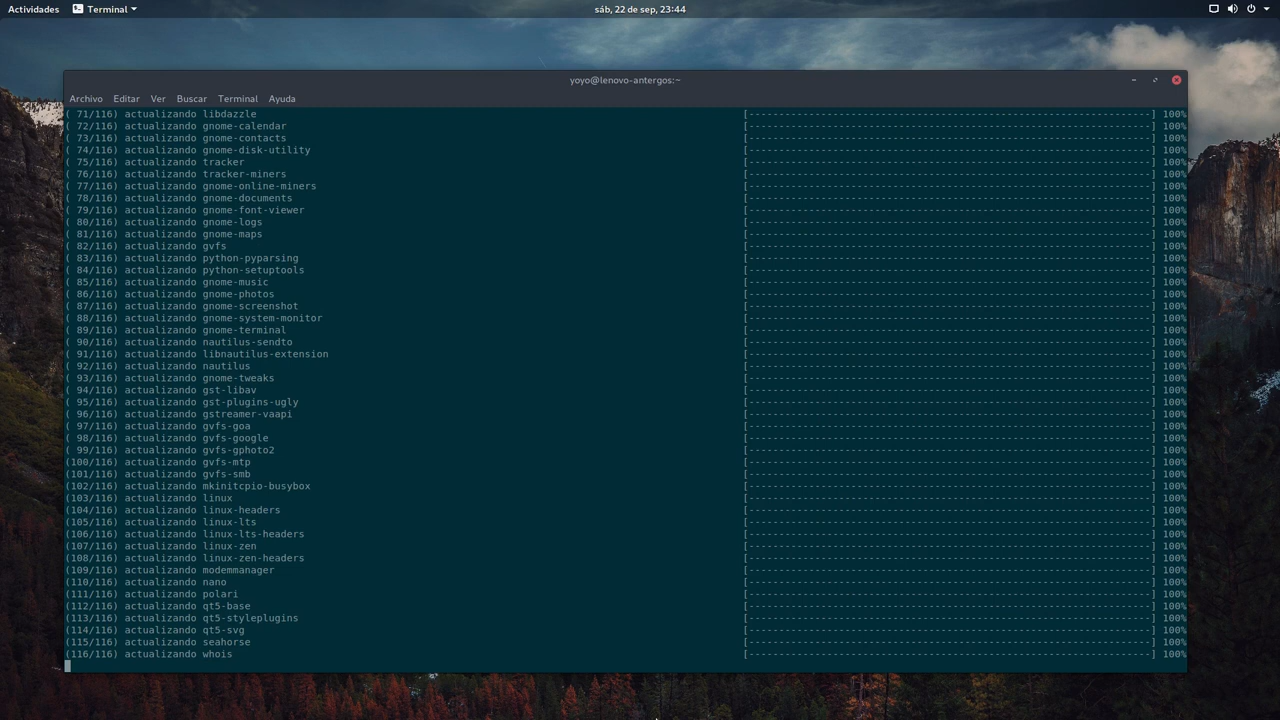 Actividades Terminal sáb, 22 de sep, 23:44
yoyo@lenovo-antergos:~
Archivo Editar Ver Buscar Terminal Ayuda
( 71/116) actualizando libdazzle [----------------------------------------------------------------] 100%
( 72/116) actualizando gnome-calendar [----------------------------------------------------------------] 100%
( 73/116) actualizando gnome-contacts [----------------------------------------------------------------] 100%
( 74/116) actualizando gnome-disk-utility [----------------------------------------------------------------] 100%
( 75/116) actualizando tracker [----------------------------------------------------------------] 100%
( 76/116) actualizando tracker-miners [----------------------------------------------------------------] 100%
( 77/116) actualizando gnome-online-miners [----------------------------------------------------------------] 100%
( 78/116) actualizando gnome-documents [----------------------------------------------------------------] 100%
( 79/116) actualizando gnome-font-viewer [----------------------------------------------------------------] 100%
( 80/116) actualizando gnome-logs [----------------------------------------------------------------] 100%
( 81/116) actualizando gnome-maps [----------------------------------------------------------------] 100%
( 82/116) actualizando gvfs [----------------------------------------------------------------] 100%
( 83/116) actualizando python-pyparsing [----------------------------------------------------------------] 100%
( 84/116) actualizando python-setuptools [----------------------------------------------------------------] 100%
( 85/116) actualizando gnome-music [----------------------------------------------------------------] 100%
( 86/116) actualizando gnome-photos [----------------------------------------------------------------] 100%
( 87/116) actualizando gnome-screenshot [----------------------------------------------------------------] 100%
( 88/116) actualizando gnome-system-monitor [----------------------------------------------------------------] 100%
( 89/116) actualizando gnome-terminal [----------------------------------------------------------------] 100%
( 90/116) actualizando nautilus-sendto [----------------------------------------------------------------] 100%
( 91/116) actualizando libnautilus-extension [----------------------------------------------------------------] 100%
( 92/116) actualizando nautilus [----------------------------------------------------------------] 100%
( 93/116) actualizando gnome-tweaks [----------------------------------------------------------------] 100%
( 94/116) actualizando gst-libav [----------------------------------------------------------------] 100%
( 95/116) actualizando gst-plugins-ugly [----------------------------------------------------------------] 100%
( 96/116) actualizando gstreamer-vaapi [----------------------------------------------------------------] 100%
( 97/116) actualizando gvfs-goa [----------------------------------------------------------------] 100%
( 98/116) actualizando gvfs-google [----------------------------------------------------------------] 100%
( 99/116) actualizando gvfs-gphoto2 [----------------------------------------------------------------] 100%
(100/116) actualizando gvfs-mtp [----------------------------------------------------------------] 100%
(101/116) actualizando gvfs-smb [----------------------------------------------------------------] 100%
(102/116) actualizando mkinitcpio-busybox [----------------------------------------------------------------] 100%
(103/116) actualizando linux [----------------------------------------------------------------] 100%
(104/116) actualizando linux-headers [----------------------------------------------------------------] 100%
(105/116) actualizando linux-lts [----------------------------------------------------------------] 100%
(106/116) actualizando linux-lts-headers [----------------------------------------------------------------] 100%
(107/116) actualizando linux-zen [----------------------------------------------------------------] 100%
(108/116) actualizando linux-zen-headers [----------------------------------------------------------------] 100%
(109/116) actualizando modemmanager [----------------------------------------------------------------] 100%
(110/116) actualizando nano [----------------------------------------------------------------] 100%
(111/116) actualizando polari [----------------------------------------------------------------] 100%
(112/116) actualizando qt5-base [----------------------------------------------------------------] 100%
(113/116) actualizando qt5-styleplugins [----------------------------------------------------------------] 100%
(114/116) actualizando qt5-svg [----------------------------------------------------------------] 100%
(115/116) actualizando seahorse [----------------------------------------------------------------] 100%
(116/116) actualizando whois [----------------------------------------------------------------] 100%